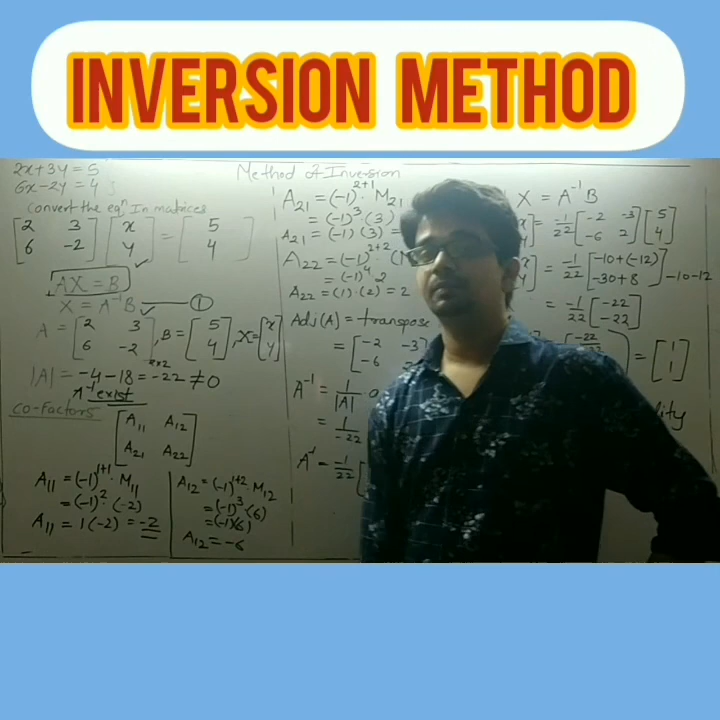 INVERSION METHOD
Method of Inversion
2x+3y=5
6x-2y=4
Convert the eqⁿ In matrices
[2 3
6 -2] [x
y] = [5
4]
AX = B
X = A⁻¹B ①
A = [2 3
6 -2]₂ₓ₂, B = [5
4], X = [x
y]
|A| = -4-18 = -22 ≠ 0
A⁻¹ exist
Co-Factors
[A₁₁ A₁₂
A₂₁ A₂₂]
A₁₁ = (-1)¹⁺¹. M₁₁
= (-1)². (-2)
A₁₁ = 1(-2) = -2
A₁₂ = (-1)¹⁺². M₁₂
= (-1)³.(6)
= (-1)(6)
A₁₂ = -6
A₂₁ = (-1)²⁺¹. M₂₁
= (-1)³ (3)
A₂₁ = (-1) (3) =
A₂₂ = (-1)²⁺²
= (-1)⁴ 2
A₂₂ = (1).(2) = 2
Adj(A) = transpose
= [-2 -3
-6
A⁻¹ = 1/|A|
= 1/-22
A⁻¹ = 1/22 [
X = A⁻¹B
= 1/22 [-2 -3
-6 2] [5
4]
= 1/22 [-10+(-12)
-30+8] -10-12
= -1/22 [-22
-22]
= [1
1]